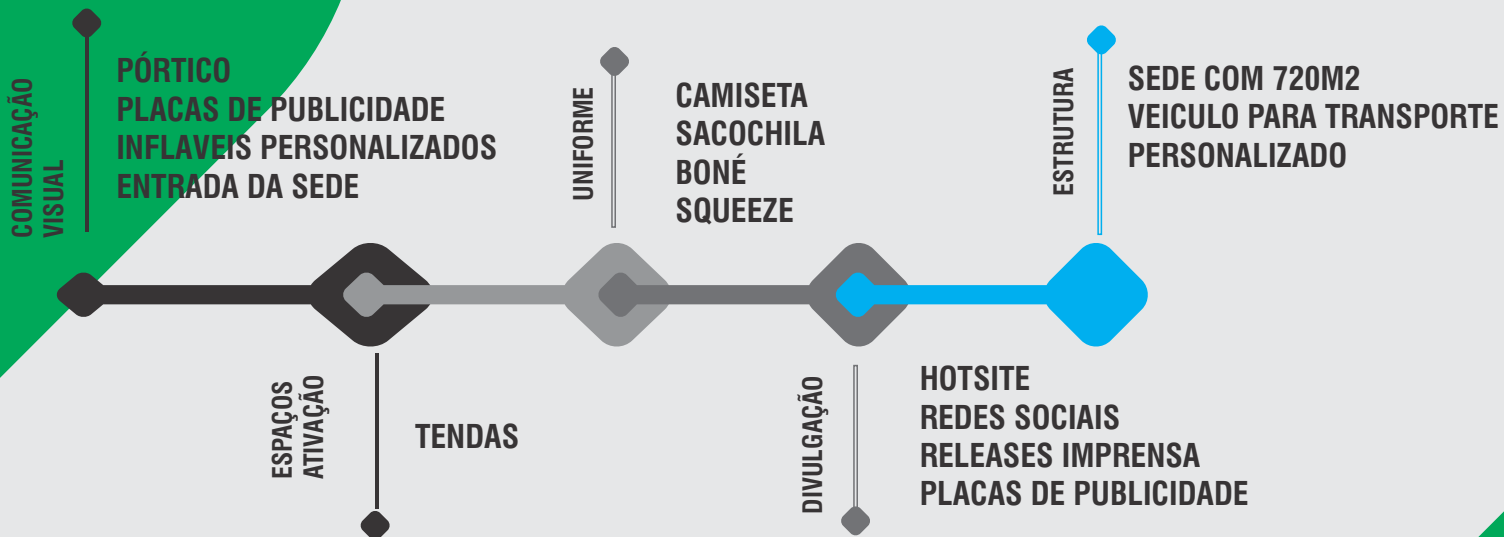 COMUNICAÇÃO
VISUAL
PÓRTICO
PLACAS DE PUBLICIDADE
INFLAVEIS PERSONALIZADOS
ENTRADA DA SEDE
ESPAÇOS
ATIVAÇÃO
TENDAS
UNIFORME
CAMISETA
SACOCHILA
BONÉ
SQUEEZE
DIVULGAÇÃO
HOTSITE
REDES SOCIAIS
RELEASES IMPRENSA
PLACAS DE PUBLICIDADE
ESTRUTURA
SEDE COM 720M2
VEICULO PARA TRANSPORTE
PERSONALIZADO